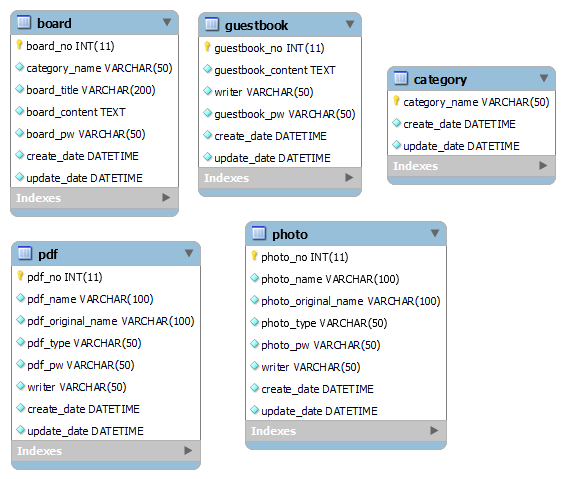 board
board_no INT(11)
category_name VARCHAR(50)
board_title VARCHAR(200)
board_content TEXT
board_pw VARCHAR(50)
create_date DATETIME
update_date DATETIME
Indexes
guestbook
guestbook_no INT(11)
guestbook_content TEXT
writer VARCHAR(50)
guestbook_pw VARCHAR(50)
create_date DATETIME
update_date DATETIME
Indexes
category
category_name VARCHAR(50)
create_date DATETIME
update_date DATETIME
Indexes
pdf
pdf_no INT(11)
pdf_name VARCHAR(100)
pdf_original_name VARCHAR(100)
pdf_type VARCHAR(50)
pdf_pw VARCHAR(50)
writer VARCHAR(50)
create_date DATETIME
update_date DATETIME
Indexes
photo
photo_no INT(11)
photo_name VARCHAR(100)
photo_original_name VARCHAR(100)
photo_type VARCHAR(50)
photo_pw VARCHAR(50)
writer VARCHAR(50)
create_date DATETIME
update_date DATETIME
Indexes